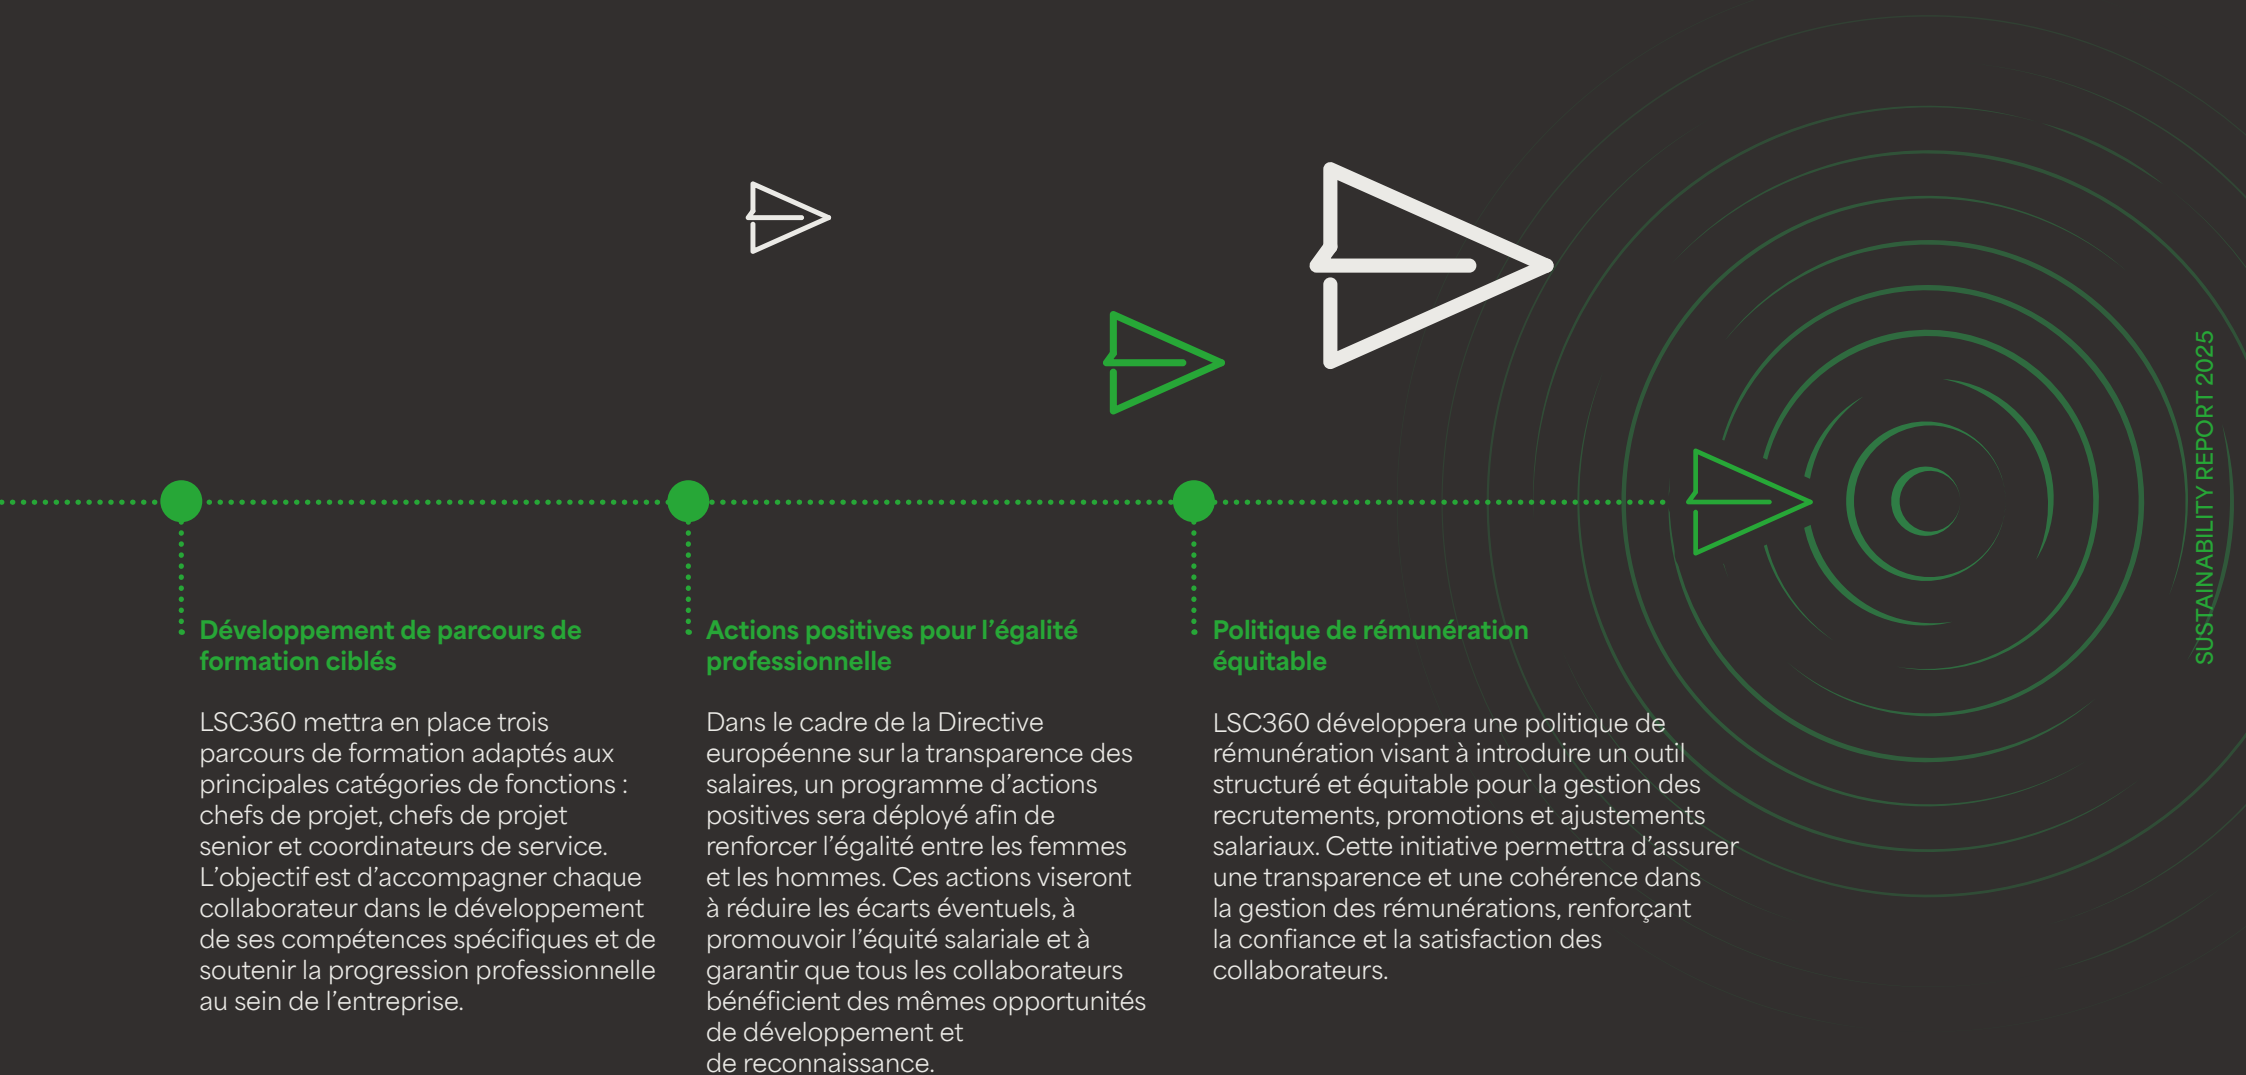 Développement de parcours de
formation ciblés
LSC360 mettra en place trois
parcours de formation adaptés aux
principales catégories de fonctions :
chefs de projet, chefs de projet
senior et coordinateurs de service.
L’objectif est d’accompagner chaque
collaborateur dans le développement
de ses compétences spécifiques et de
soutenir la progression professionnelle
au sein de l’entreprise.
Actions positives pour l’égalité
professionnelle
Dans le cadre de la Directive
européenne sur la transparence des
salaires, un programme d’actions
positives sera déployé afin de
renforcer l’égalité entre les femmes
et les hommes. Ces actions viseront
à réduire les écarts éventuels, à
promouvoir l’équité salariale et à
garantir que tous les collaborateurs
bénéficient des mêmes opportunités
de développement et
de reconnaissance.
Politique de rémunération
équitable
LSC360 développera une politique de
rémunération visant à introduire un outil
structuré et équitable pour la gestion des
recrutements, promotions et ajustements
salariaux. Cette initiative permettra d’assurer
une transparence et une cohérence dans
la gestion des rémunérations, renforçant
la confiance et la satisfaction des
collaborateurs.
SUSTAINABILITY REPORT 2025